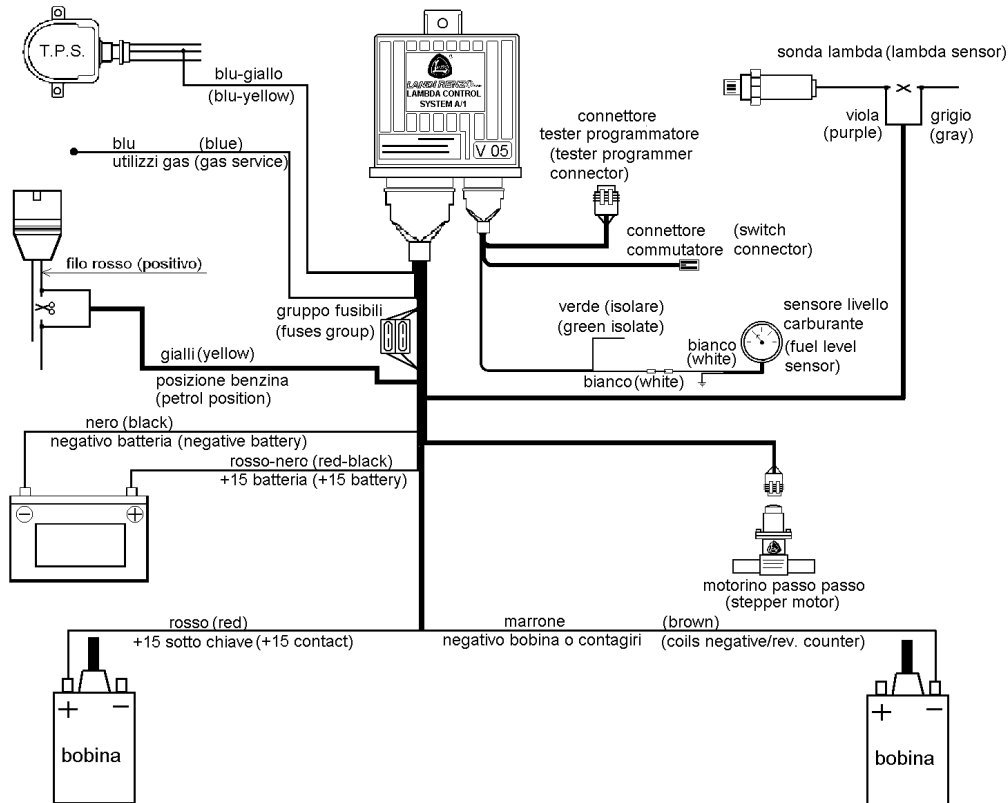 T.P.S.
blu-giallo
(blu-yellow)
blu (blue)
utilizzi gas (gas service)
LANDI RENZO
LAMBDA CONTROL
SYSTEM A/1
V 05
connettore
tester programmatore
(tester programmer
connector)
sonda lambda (lambda sensor)
viola
(purple)
grigio
(gray)
connettore
commutatore
(switch
connector)
filo rosso (positivo)
gruppo fusibili
(fuses group)
verde (isolare)
(green isolate)
sensore livello
carburante
(fuel level
sensor)
bianco
(white)
bianco (white)
gialli (yellow)
posizione benzina
(petrol position)
nero (black)
negativo batteria (negative battery)
rosso-nero (red-black)
+15 batteria (+15 battery)
−
+
motorino passo passo
(stepper motor)
rosso (red)
+15 sotto chiave (+15 contact)
marrone (brown)
negativo bobina o contagiri (coils negative/rev. counter)
+ −
bobina
+ −
bobina